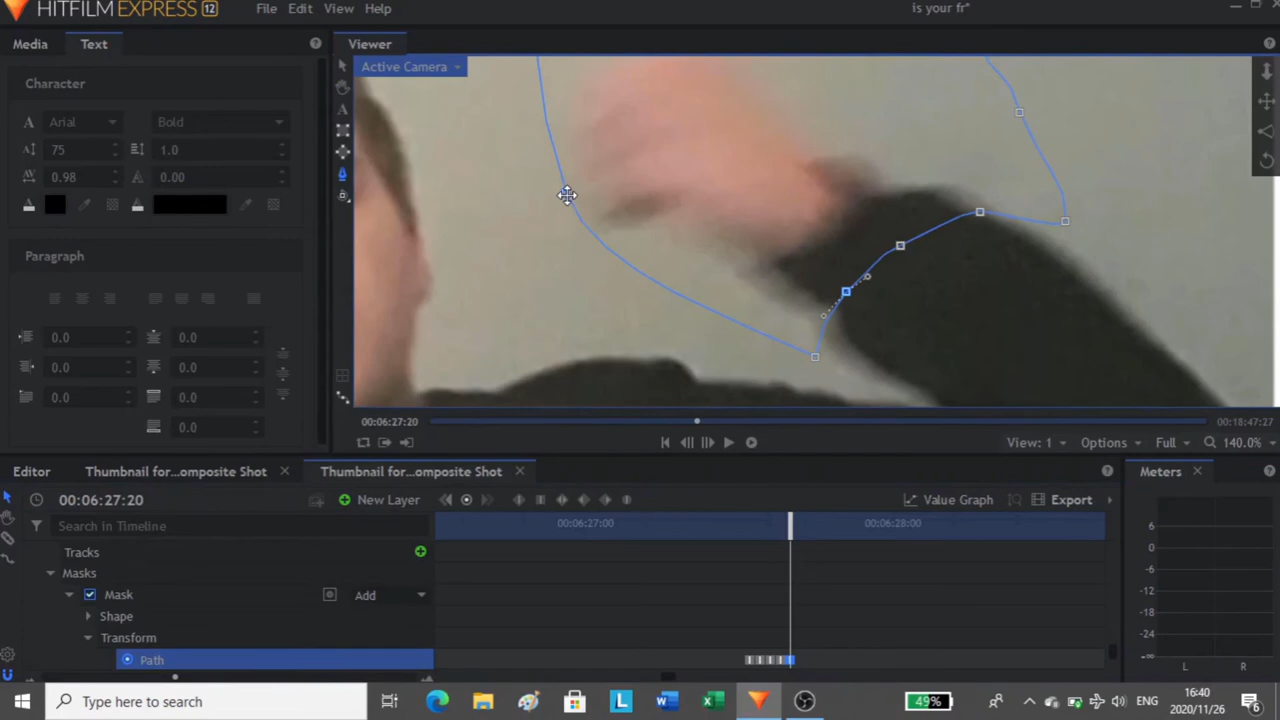 HITFILM EXPRESS 12
File Edit View Help
is your fr*
Media Text
Viewer
Active Camera
Character
Arial
Bold
75
1.0
0.98
0.00
Paragraph
0.0
0.0
0.0
0.0
0.0
0.0
0.0
00:06:27:20
00:18:47:27
View: 1
Options
Full
140.0%
Editor
Thumbnail for...omposite Shot
Thumbnail for...omposite Shot
Meters
00:06:27:20
New Layer
Value Graph
Export
Search in Timeline
00:06:27:00
00:06:28:00
Tracks
Masks
Mask
Add
Shape
Transform
Path
6
0
-6
-12
-18
-24
-∞
L
R
Type here to search
49%
ENG
16:40
2020/11/26
6